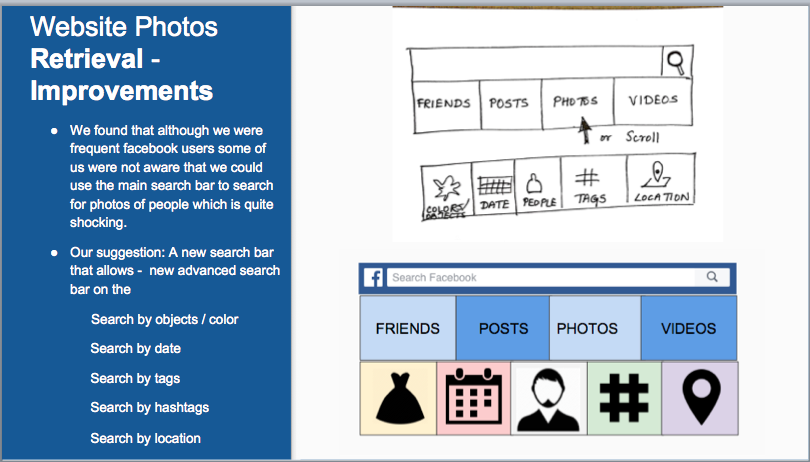 Website Photos
Retrieval -
Improvements
● We found that although we were
frequent facebook users some of
us were not aware that we could
use the main search bar to search
for photos of people which is quite
shocking.
● Our suggestion: A new search bar
that allows - new advanced search
bar on the
Search by objects / color
Search by date
Search by tags
Search by hashtags
Search by location
FRIENDS POSTS PHOTOS VIDEOS
or Scroll
COLORS/ DATE PEOPLE TAGS LOCATION
OBJECTS
f Search Facebook
FRIENDS POSTS PHOTOS VIDEOS
#